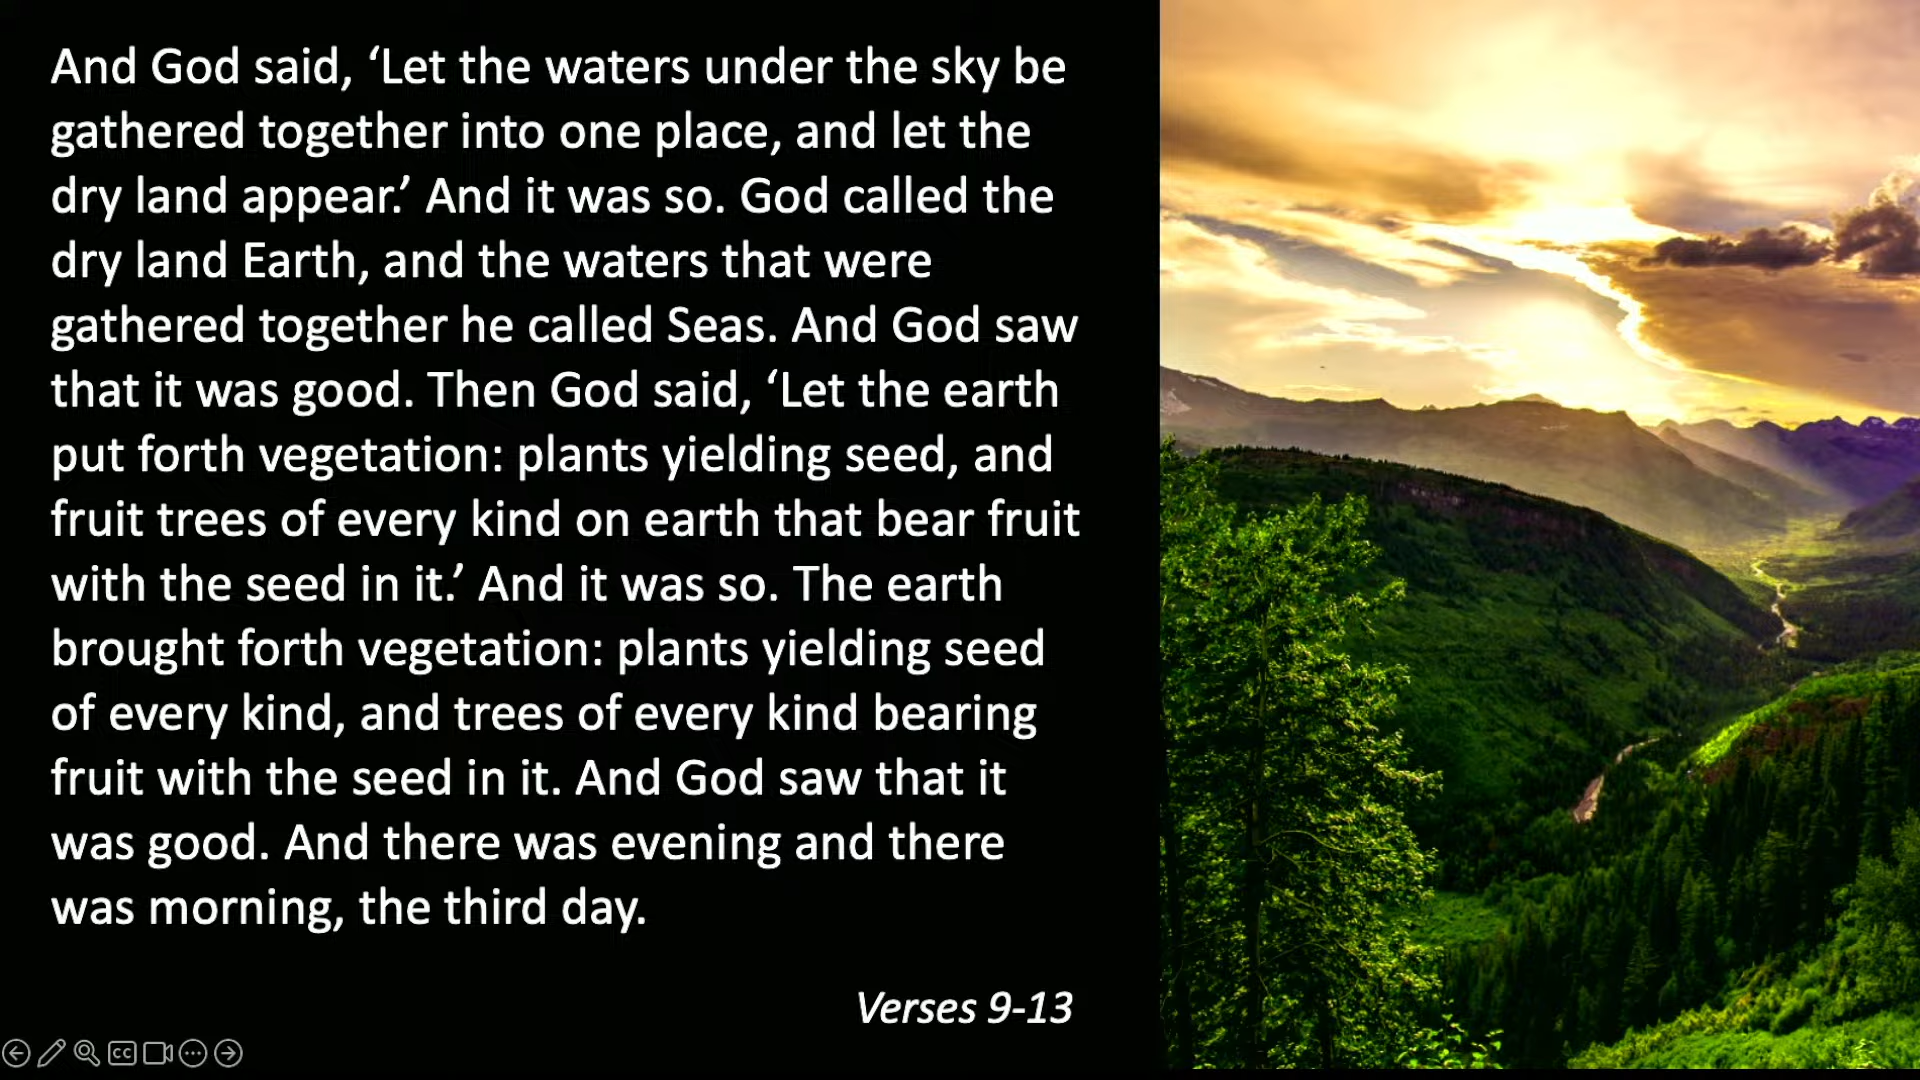 And God said, ‘Let the waters under the sky be
gathered together into one place, and let the
dry land appear.’ And it was so. God called the
dry land Earth, and the waters that were
gathered together he called Seas. And God saw
that it was good. Then God said, ‘Let the earth
put forth vegetation: plants yielding seed, and
fruit trees of every kind on earth that bear fruit
with the seed in it.’ And it was so. The earth
brought forth vegetation: plants yielding seed
of every kind, and trees of every kind bearing
fruit with the seed in it. And God saw that it
was good. And there was evening and there
was morning, the third day.
Verses 9-13
CC